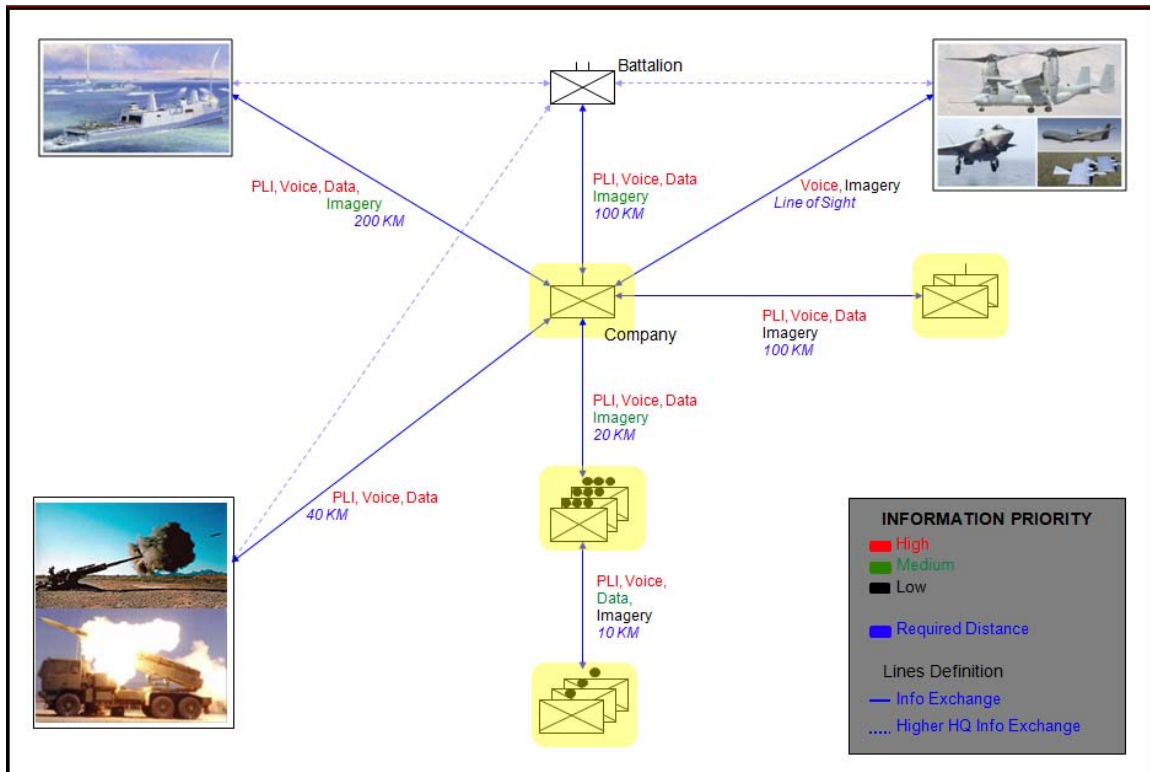 Battalion
PLI, Voice, Data,
Imagery
200 KM
PLI, Voice, Data
Imagery
100 KM
Voice, Imagery
Line of Sight
Company
PLI, Voice, Data
Imagery
100 KM
PLI, Voice, Data
Imagery
20 KM
PLI, Voice, Data
40 KM
PLI, Voice,
Data,
Imagery
10 KM
INFORMATION PRIORITY
High
Medium
Low
Required Distance
Lines Definition
Info Exchange
Higher HQ Info Exchange